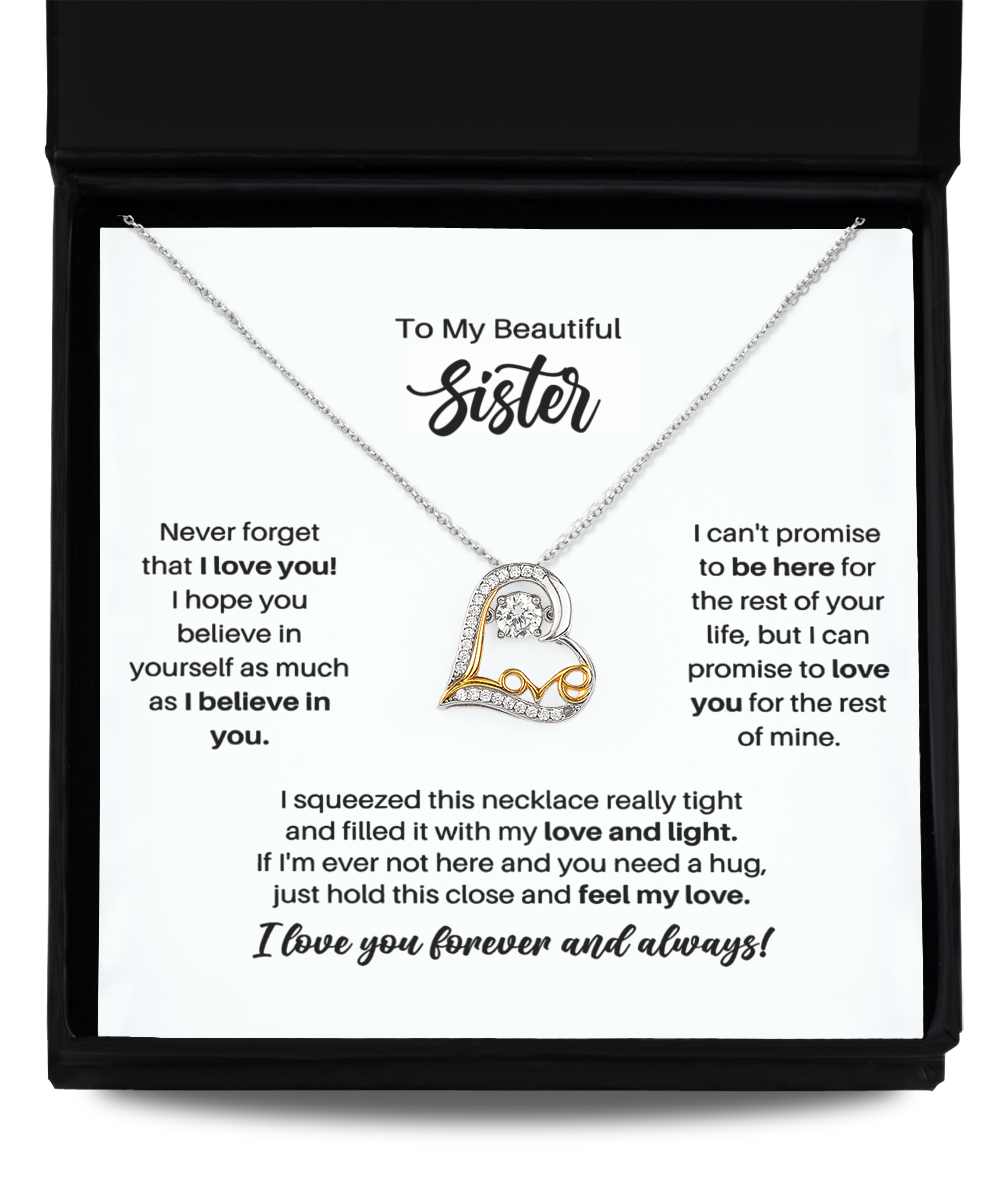 To My Beautiful
Sister
Never forget
that I love you!
I hope you
believe in
yourself as much
as I believe in
you.
Love
I can't promise
to be here for
the rest of your
life, but I can
promise to love
you for the rest
of mine.
I squeezed this necklace really tight
and filled it with my love and light.
If I'm ever not here and you need a hug,
just hold this close and feel my love.
I love you forever and always!